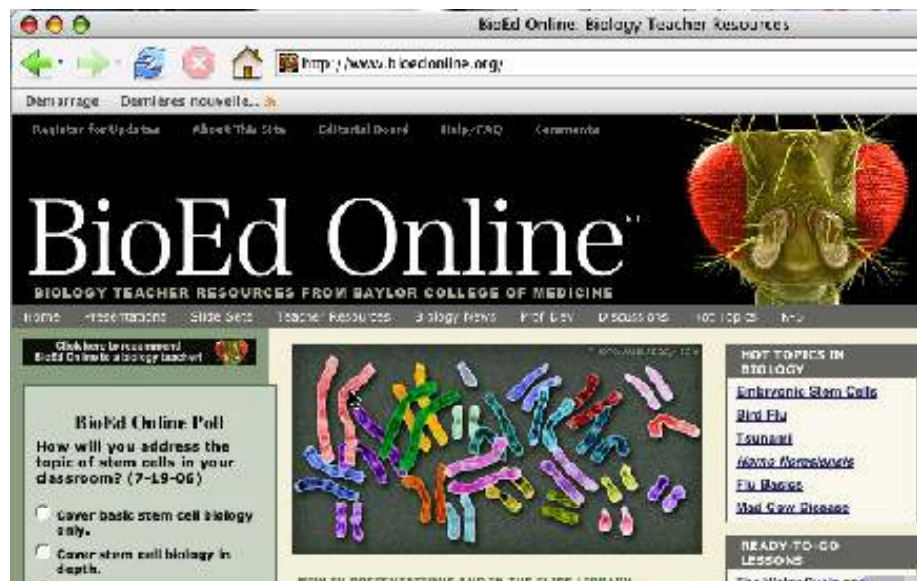 BioEd Online: Biology Teacher Resources
http://www.bioedonline.org/
Démarrage Dernières nouvelle...
Register for Updates About This Site Editorial Board Help/FAQ Comments
BioEd Online
BIOLOGY TEACHER RESOURCES FROM BAYLOR COLLEGE OF MEDICINE
Home Presentations Slide Sets Teacher Resources Biology News Prof Dev Discussions Hot Topics
Click here to recommend
BioEd Online to a biology teacher!
BioEd Online Poll
How will you address the
topic of stem cells in your
classroom? (7-19-06)
Cover basic stem cell biology
only.
Cover stem cell biology in
depth.
HOT TOPICS IN
BIOLOGY
Embryonic Stem Cells
Bird Flu
Tsunami
Homo floresiensis
Flu Basics
Mad Cow Disease
READY-TO-GO
LESSONS